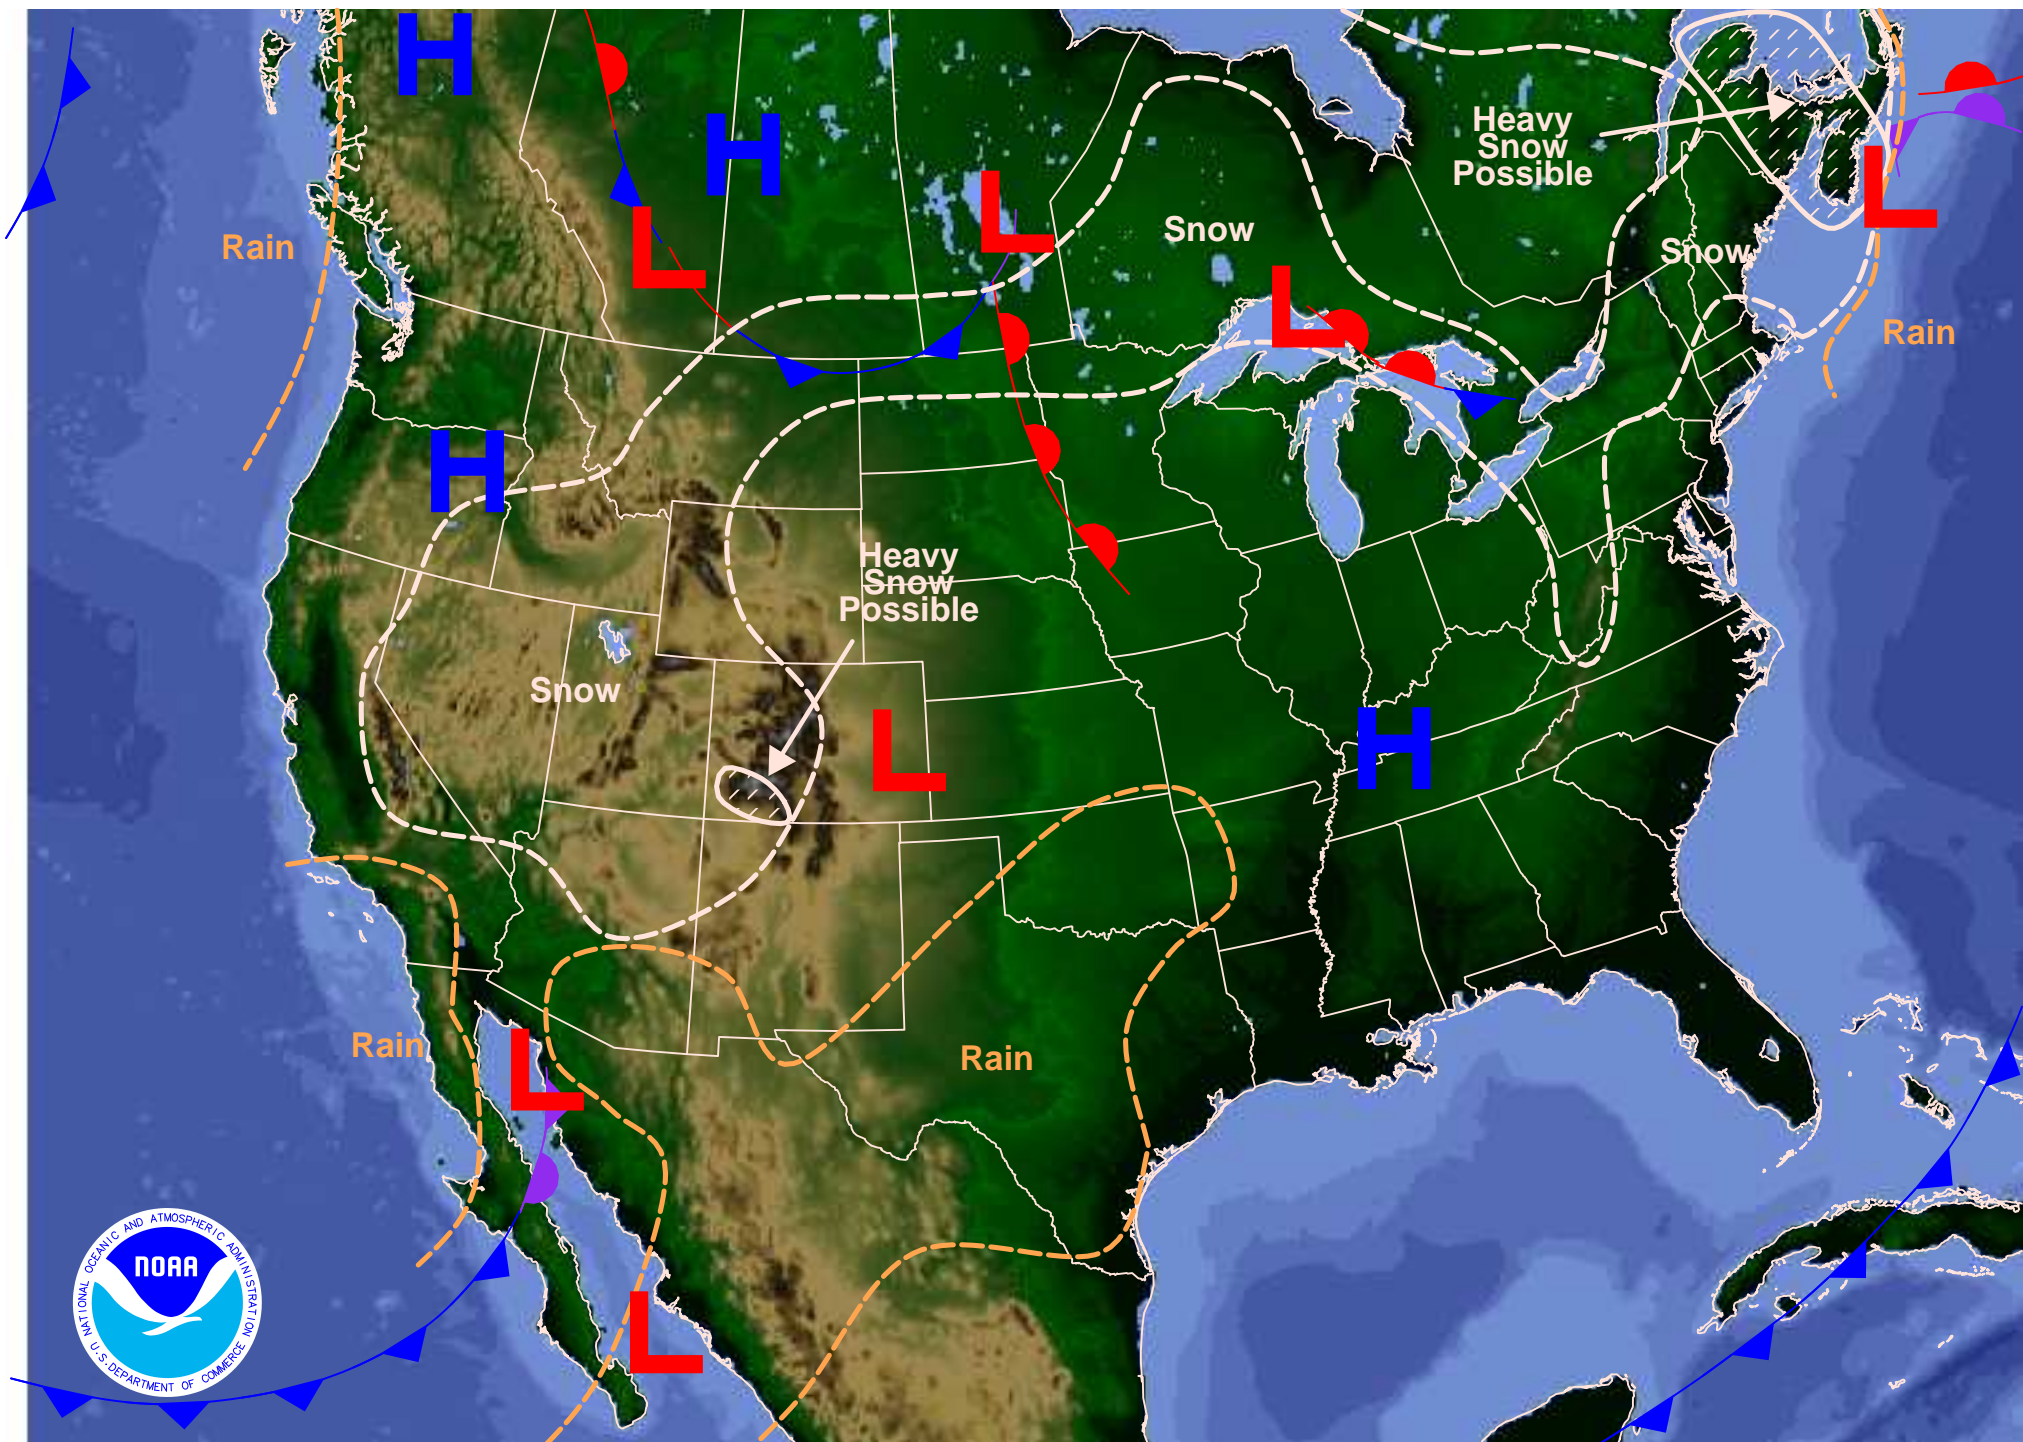 H
H
Heavy
Snow
Possible
L
L
L
Snow
L
Snow
Rain
L
Rain
H
Heavy
Snow
Possible
Snow
L
H
Rain
Rain
L
L
NOAA
NATIONAL OCEANIC AND ATMOSPHERIC ADMINISTRATION
U.S. DEPARTMENT OF COMMERCE